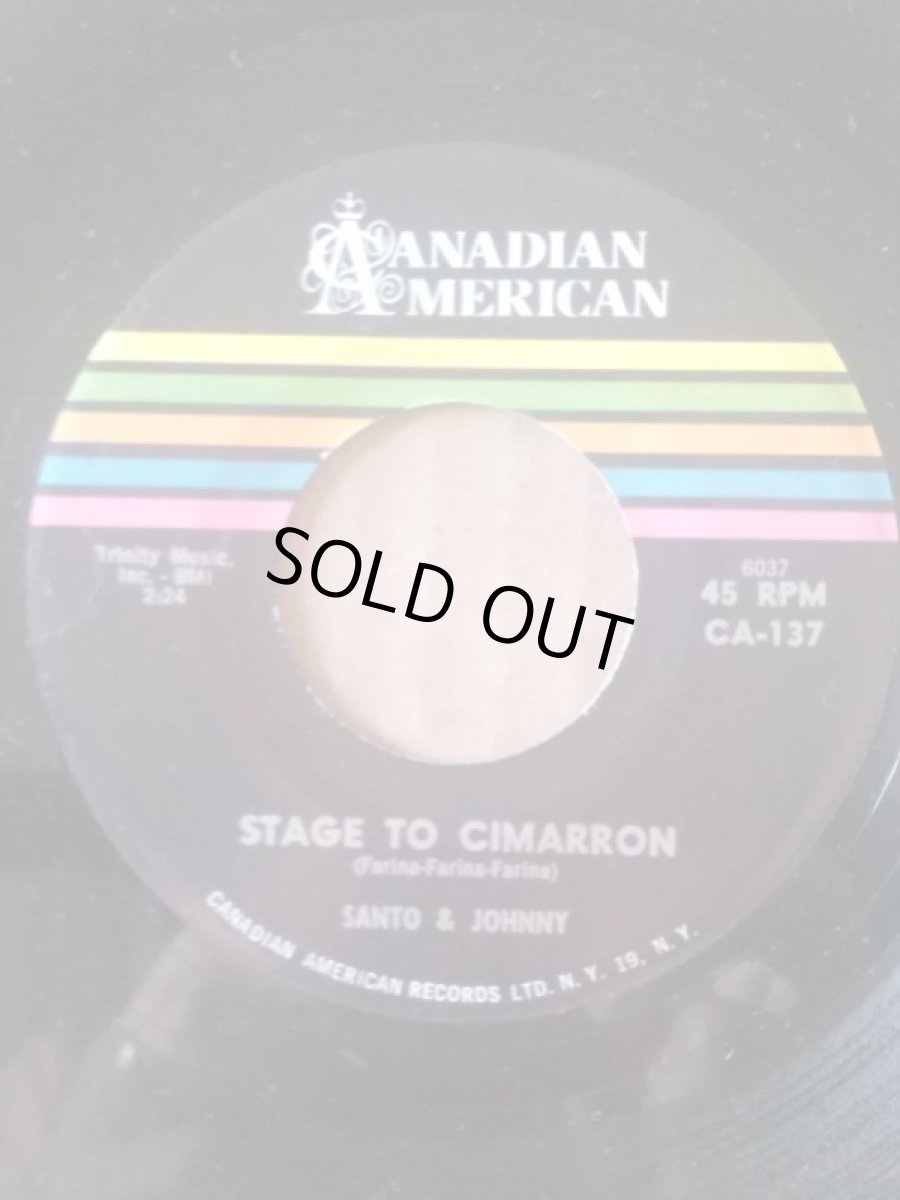 CANADIAN
AMERICAN
Trinity Music,
Inc. - BMI
2:24
6037
45 RPM
CA-137
SOLD OUT
STAGE TO CIMARRON
(Farina-Farina-Farina)
SANTO & JOHNNY
CANADIAN AMERICAN RECORDS LTD. N. Y. 19, N. Y.